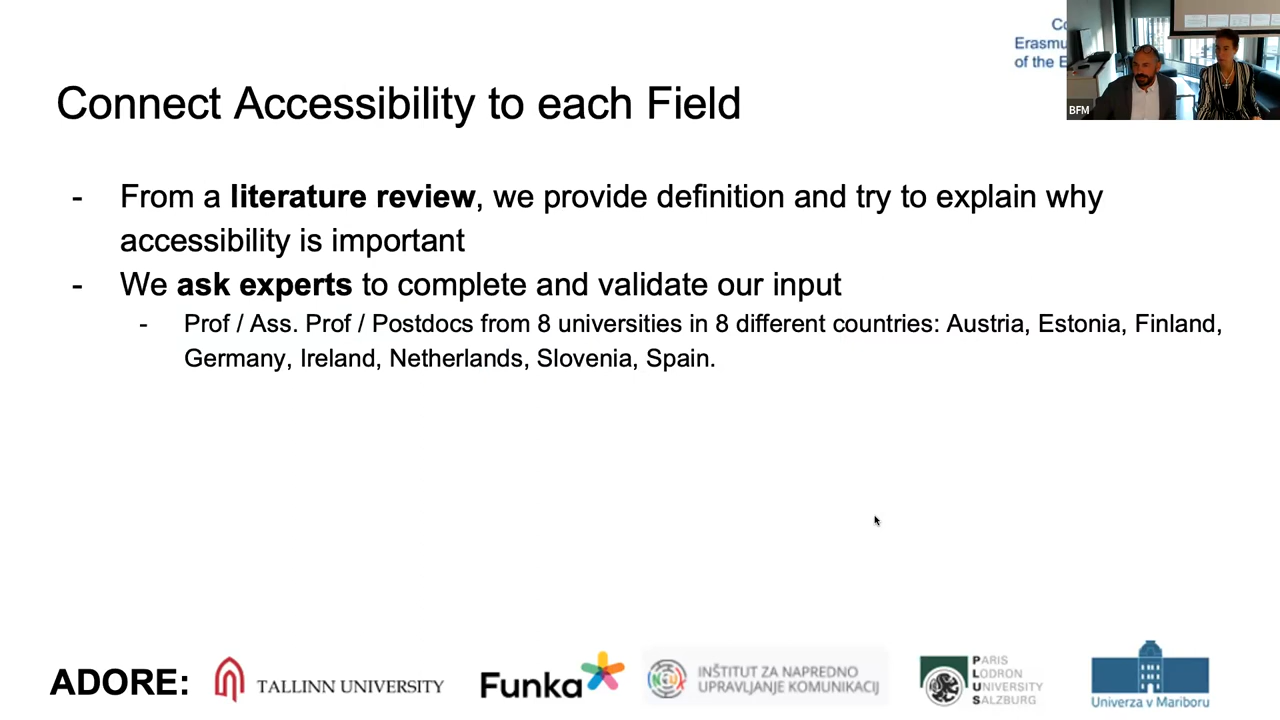 Co
Erasmu
of the E
BFM
Connect Accessibility to each Field
- From a literature review, we provide definition and try to explain why
accessibility is important
- We ask experts to complete and validate our input
- Prof / Ass. Prof / Postdocs from 8 universities in 8 different countries: Austria, Estonia, Finland,
Germany, Ireland, Netherlands, Slovenia, Spain.
ADORE:
TALLINN UNIVERSITY
Funka
INŠTITUT ZA NAPREDNO
UPRAVLJANJE KOMUNIKACIJ
PARIS
LODRON
UNIVERSITY
SALZBURG
Univerza v Mariboru